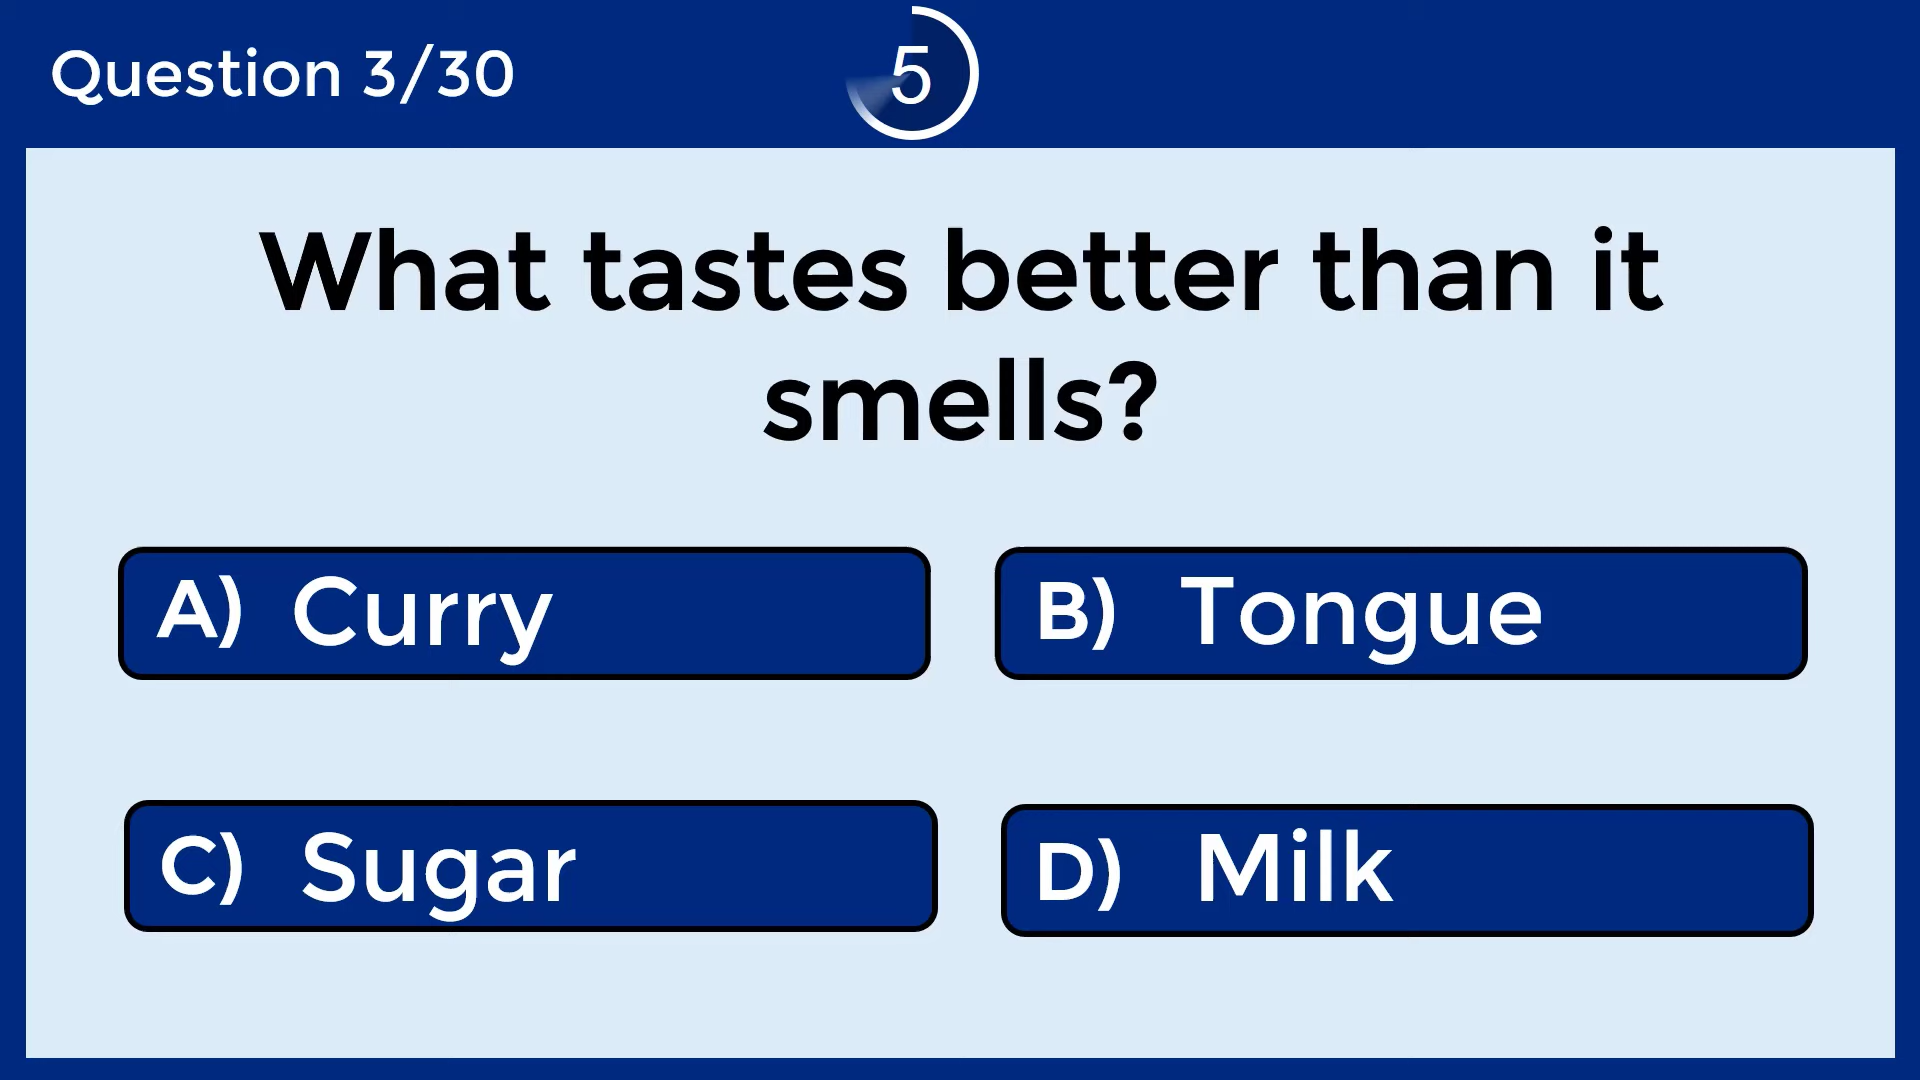 Question 3/30
5
What tastes better than it
smells?
A) Curry
B) Tongue
C) Sugar
D) Milk